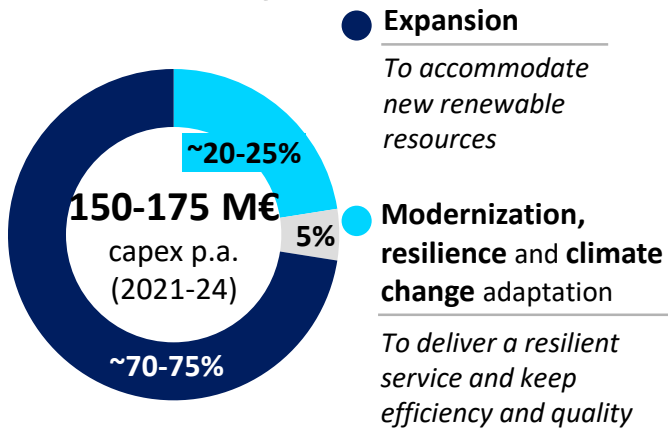 ~20-25%
150-175 M€
capex p.a.
(2021-24)
5%
~70-75%
Expansion
To accommodate
new renewable
resources
Modernization,
resilience and climate
change adaptation
To deliver a resilient
service and keep
efficiency and quality